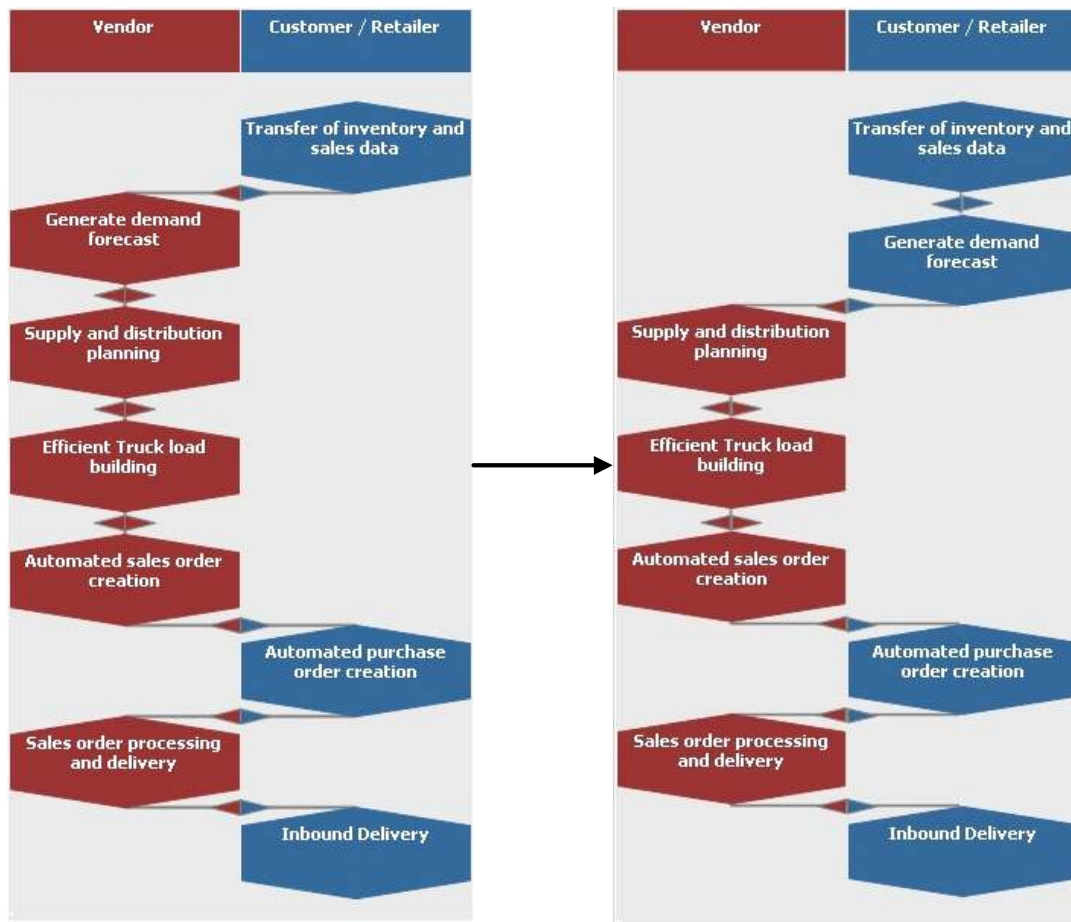 Vendor
Customer / Retailer
Transfer of inventory and
sales data
Generate demand
forecast
Supply and distribution
planning
Efficient Truck load
building
Automated sales order
creation
Automated purchase
order creation
Sales order processing
and delivery
Inbound Delivery
Vendor
Customer / Retailer
Transfer of inventory and
sales data
Generate demand
forecast
Supply and distribution
planning
Efficient Truck load
building
Automated sales order
creation
Automated purchase
order creation
Sales order processing
and delivery
Inbound Delivery